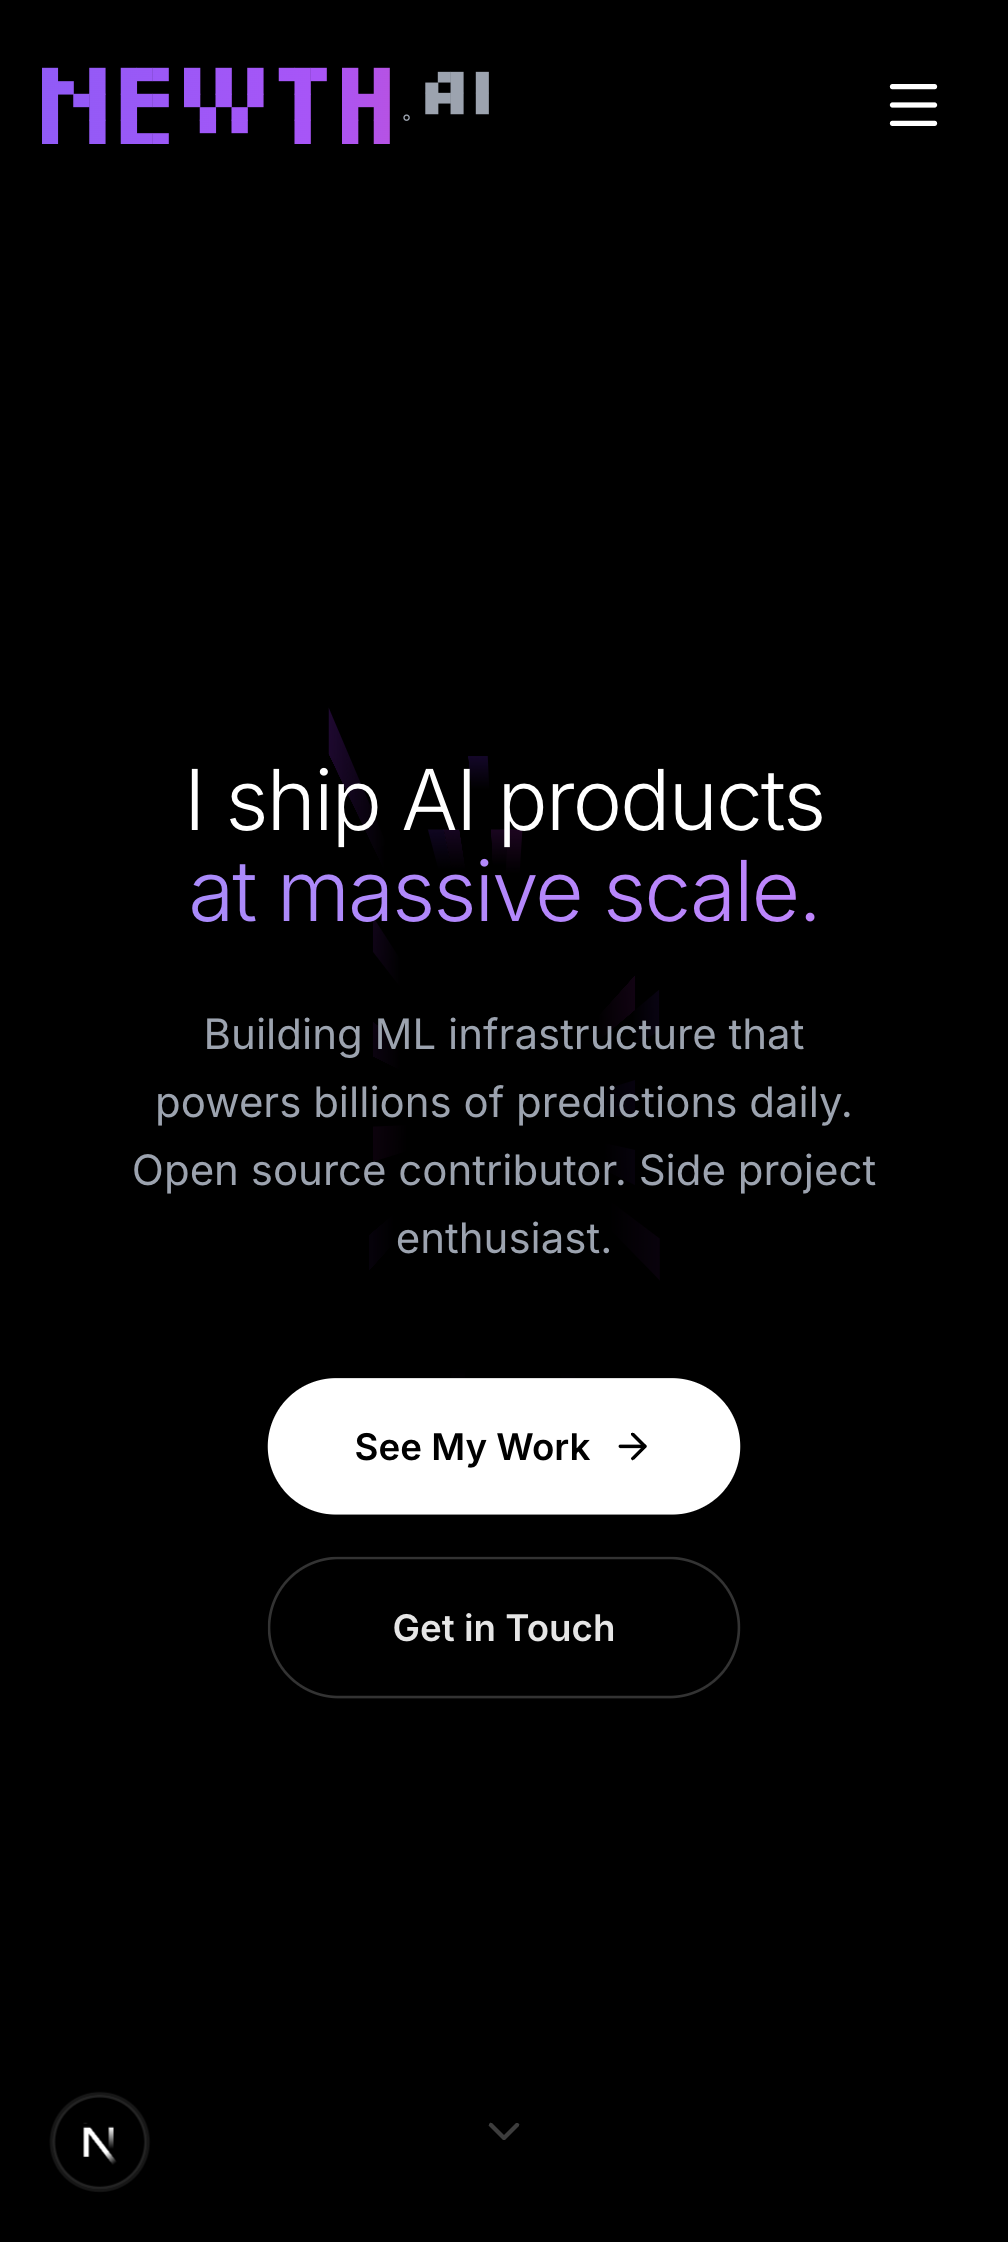 NEWTH.AI
I ship AI products
at massive scale.
Building ML infrastructure that
powers billions of predictions daily.
Open source contributor. Side project
enthusiast.
See My Work →
Get in Touch
N